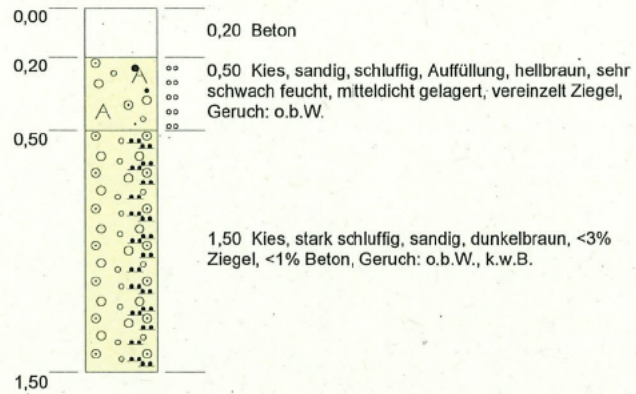 0,00
0,20 Beton
0,20
0,50 Kies, sandig, schluffig, Auffüllung, hellbraun, sehr
schwach feucht, mitteldicht gelagert, vereinzelt Ziegel,
Geruch: o.b.W.
0,50
1,50 Kies, stark schluffig, sandig, dunkelbraun, <3%
Ziegel, <1% Beton, Geruch: o.b.W., k.w.B.
1,50